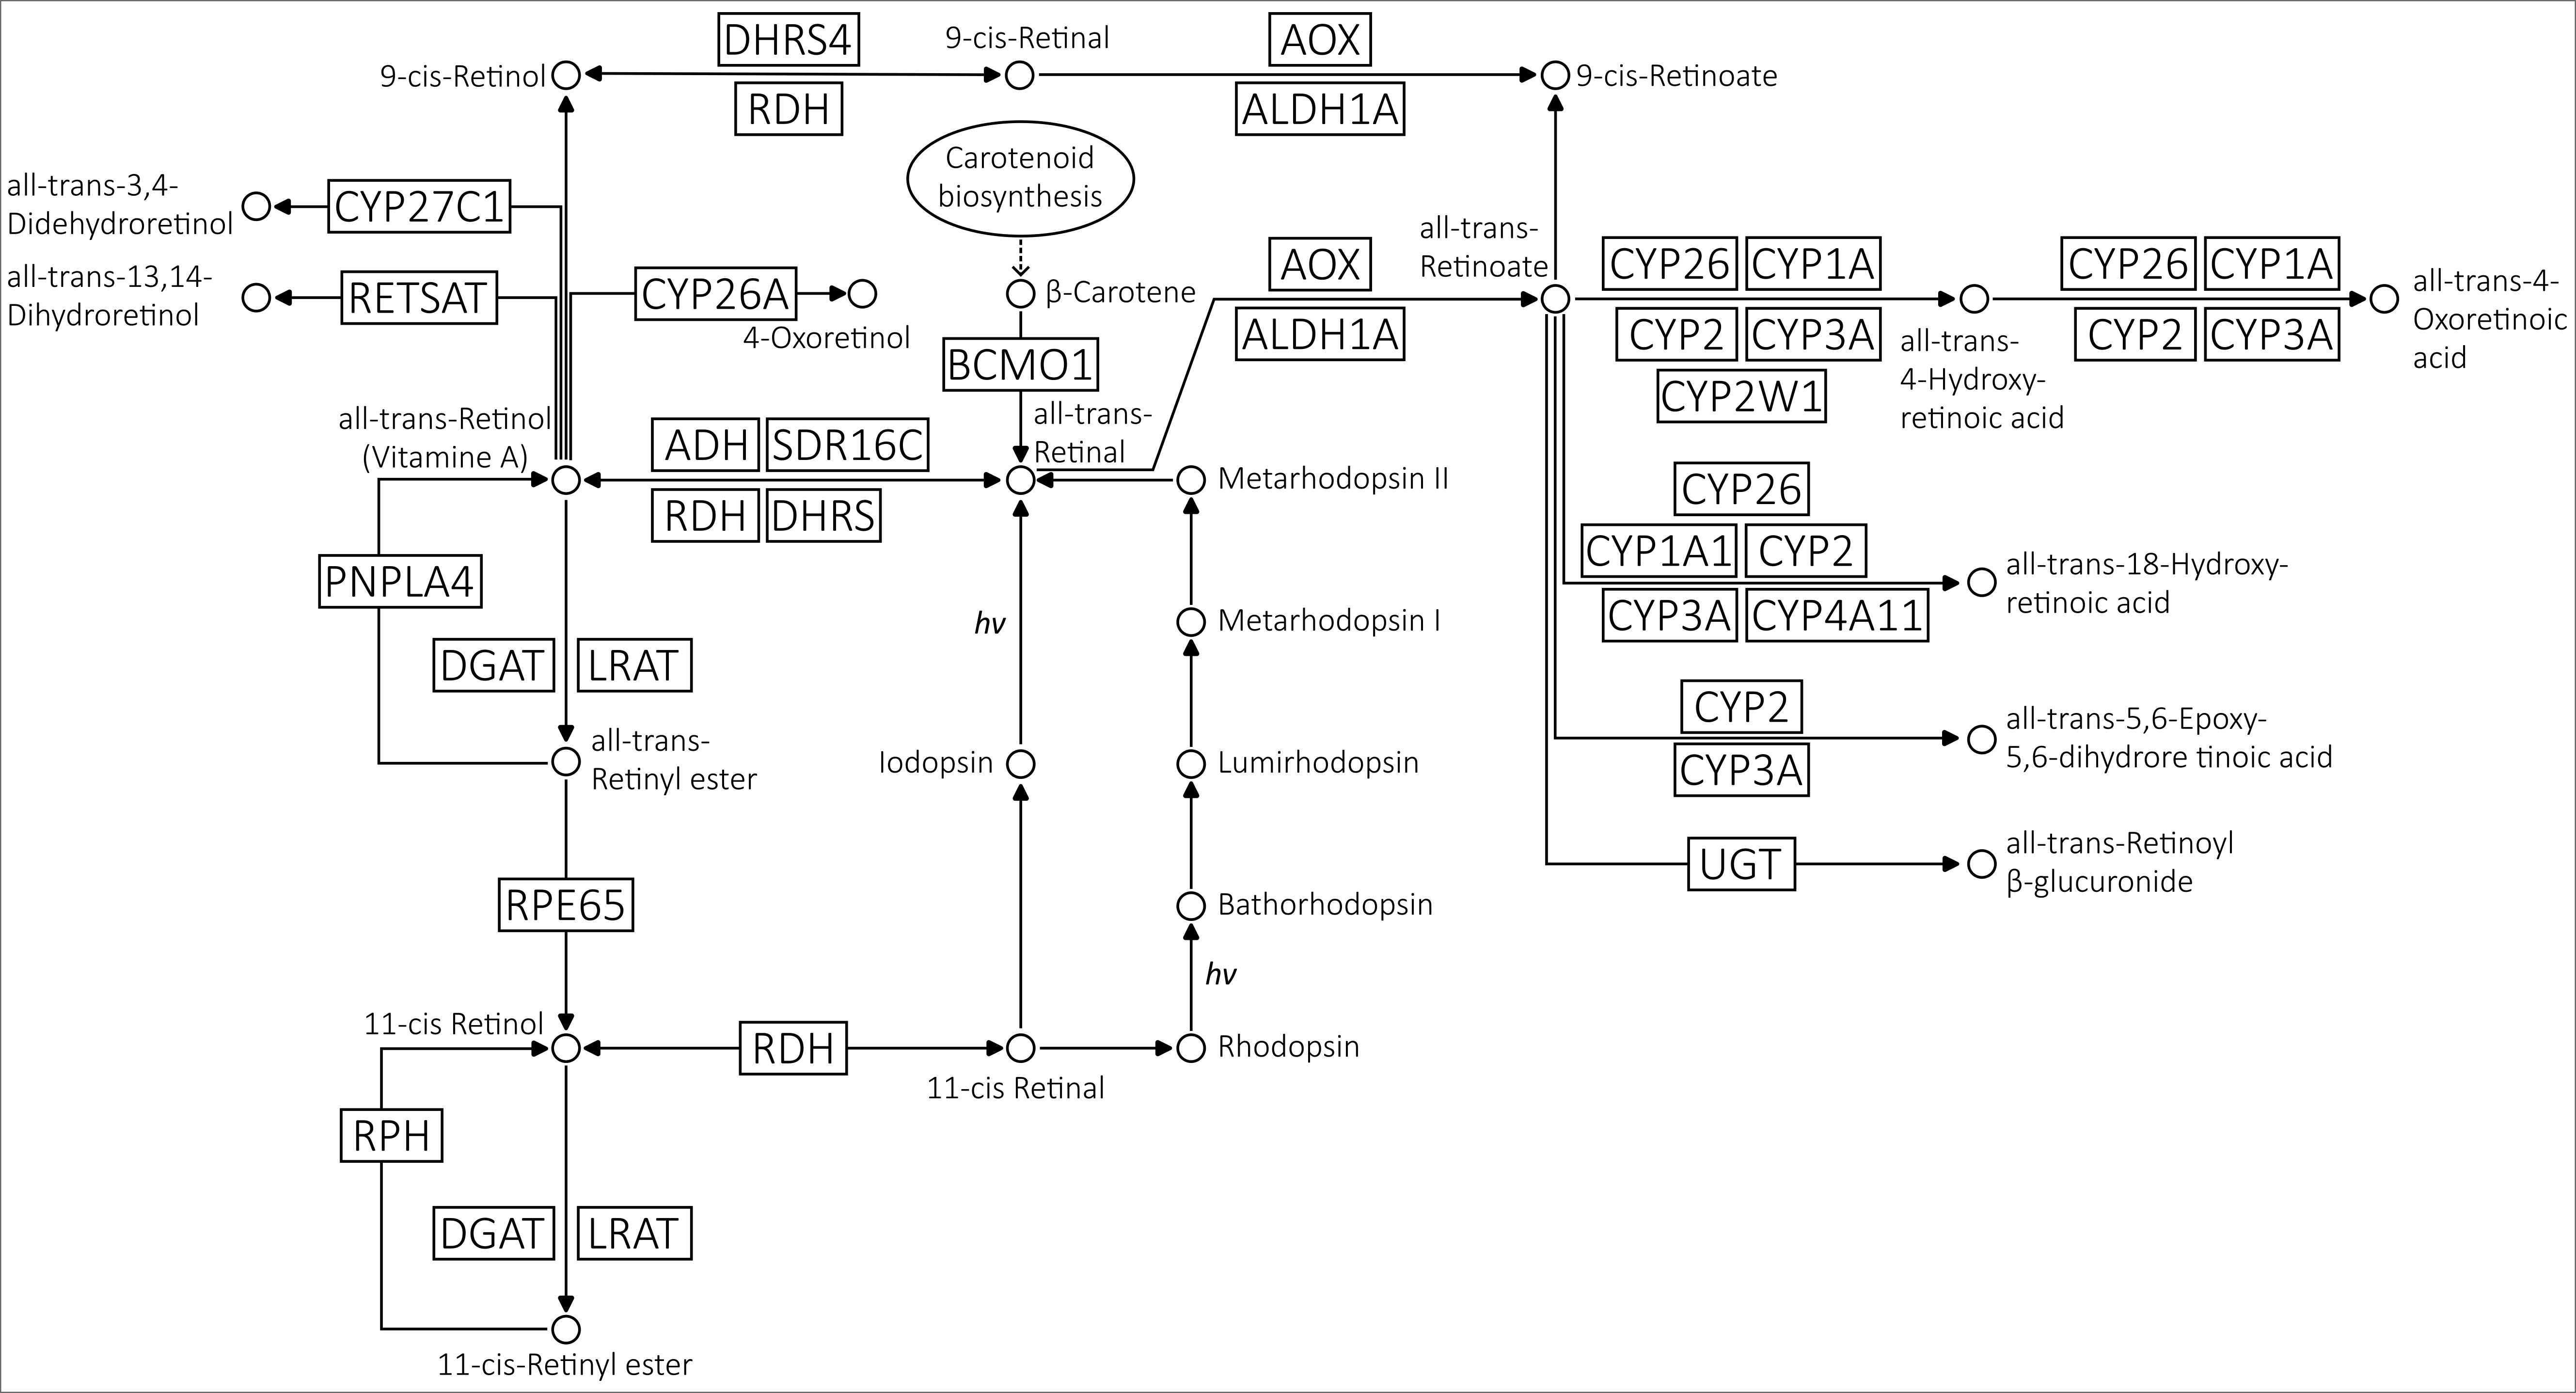 DHRS4
9-cis-Retinal
AOX
9-cis-Retinol
9-cis-Retinoate
RDH
ALDH1A
Carotenoid
biosynthesis
all-trans-3,4-
Didehydroretinol
CYP27C1
all-trans-13,14-
Dihydroretinol
RETSAT
CYP26A
4-Oxoretinol
β-Carotene
BCMO1
AOX
ALDH1A
all-trans-
Retinoate
CYP26
CYP1A
CYP2
CYP3A
CYP2W1
all-trans-
4-Hydroxy-
retinoic acid
CYP26
CYP1A
CYP2
CYP3A
all-trans-4-
Oxoretinoic
acid
all-trans-Retinol
(Vitamine A)
ADH
SDR16C
RDH
DHRS
all-trans-
Retinal
Metarhodopsin II
CYP26
CYP1A1
CYP2
CYP3A
CYP4A11
all-trans-18-Hydroxy-
retinoic acid
PNPLA4
hv
Metarhodopsin I
DGAT
LRAT
CYP2
CYP3A
all-trans-5,6-Epoxy-
5,6-dihydrore tinoic acid
all-trans-
Retinyl ester
Iodopsin
Lumirhodopsin
UGT
all-trans-Retinoyl
β-glucuronide
RPE65
Bathorhodopsin
hv
11-cis Retinol
RDH
11-cis Retinal
Rhodopsin
RPH
DGAT
LRAT
11-cis-Retinyl ester